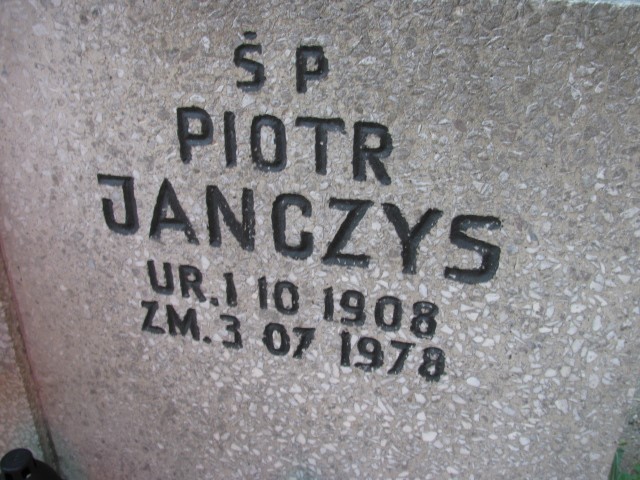 Ś P
PIOTR
JANCZYS
UR. 1 10 1908
ZM. 3 07 1978